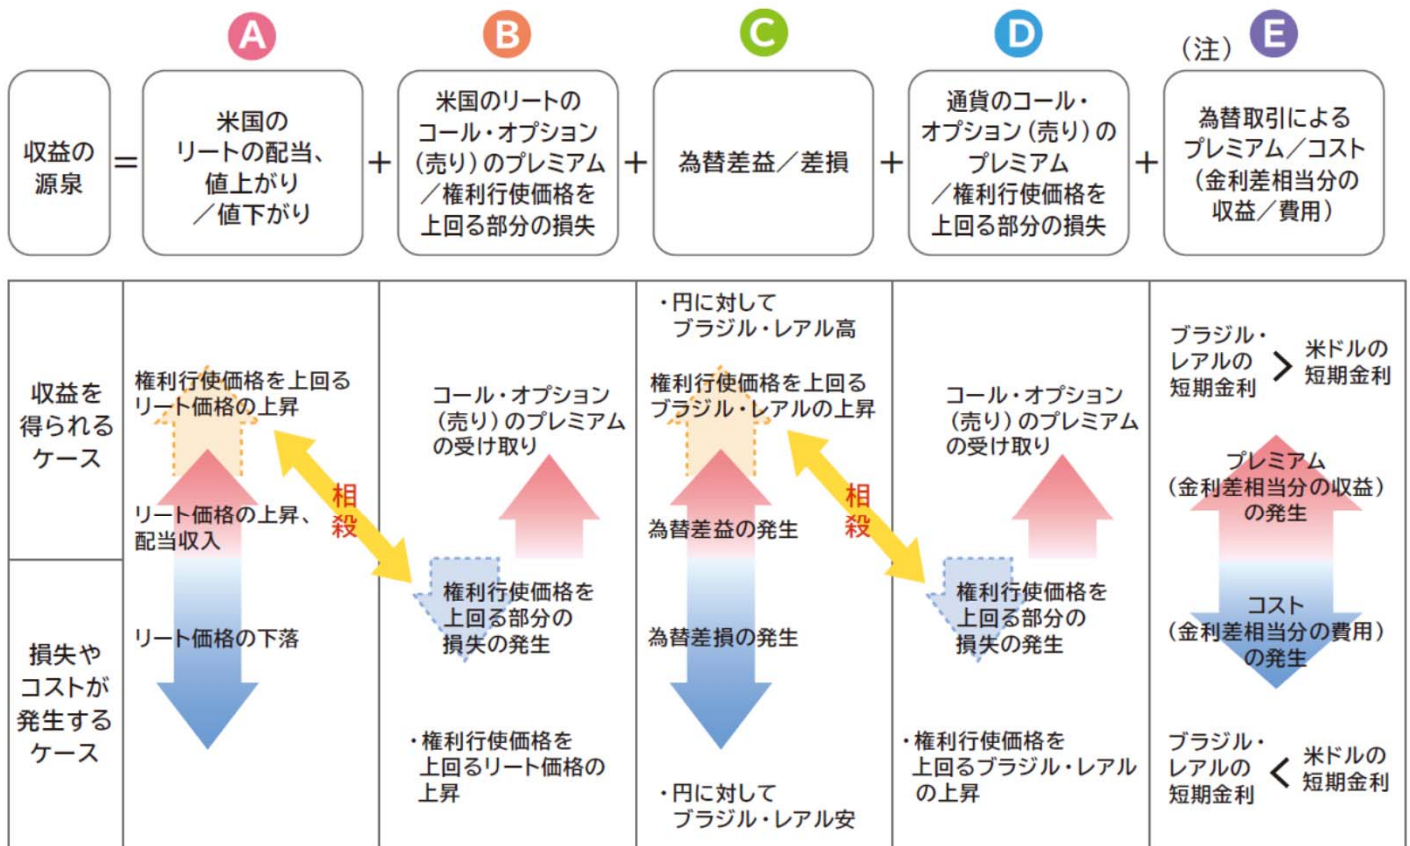 A
B
C
D
(注) E
収益の
源泉
=
米国の
リートの配当、
値上がり
／値下がり
+
米国のリートの
コール・オプション
(売り)のプレミアム
／権利行使価格を
上回る部分の損失
+
為替差益／差損
+
通貨のコール・
オプション(売り)の
プレミアム
／権利行使価格を
上回る部分の損失
+
為替取引による
プレミアム／コスト
(金利差相当分の
収益／費用)
収益を
得られる
ケース
権利行使価格を上回る
リート価格の上昇
リート価格の上昇、
配当収入
相
殺
コール・オプション
(売り)のプレミアム
の受け取り
・円に対して
ブラジル・レアル高
権利行使価格を上回る
ブラジル・レアルの上昇
為替差益の発生
相
殺
コール・オプション
(売り)のプレミアム
の受け取り
ブラジル・
レアルの
短期金利
>
米ドルの
短期金利
プレミアム
(金利差相当分の収益)
の発生
損失や
コストが
発生する
ケース
リート価格の下落
権利行使価格を
上回る部分の
損失の発生
・権利行使価格を
上回るリート価格の
上昇
為替差損の発生
・円に対して
ブラジル・レアル安
権利行使価格を
上回る部分の
損失の発生
・権利行使価格を
上回るブラジル・レアル
の上昇
コスト
(金利差相当分の費用)
の発生
ブラジル・
レアルの
短期金利
<
米ドルの
短期金利